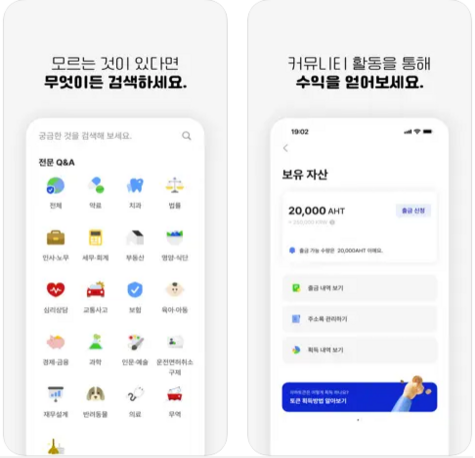 모르는 것이 있다면
무엇이든 검색하세요.
궁금한 것을 검색해 보세요.
전문 Q&A
전체 약료 치과 법률
인사·노무 세무·회계 부동산 영양·식단
심리상담 교통사고 보험 육아·아동
경제·금융 과학 인문·예술 운전면허취소
구제
재무설계 반려동물 의료 무역
커뮤니티 활동을 통해
수익을 얻어보세요.
19:02
보유 자산
20,000 AHT
출금 신청
출금 가능 수량은 20,000AHT 이에요.
출금 내역 보기
주소록 관리하기
획득 내역 보기
토큰 획득방법 알아보기